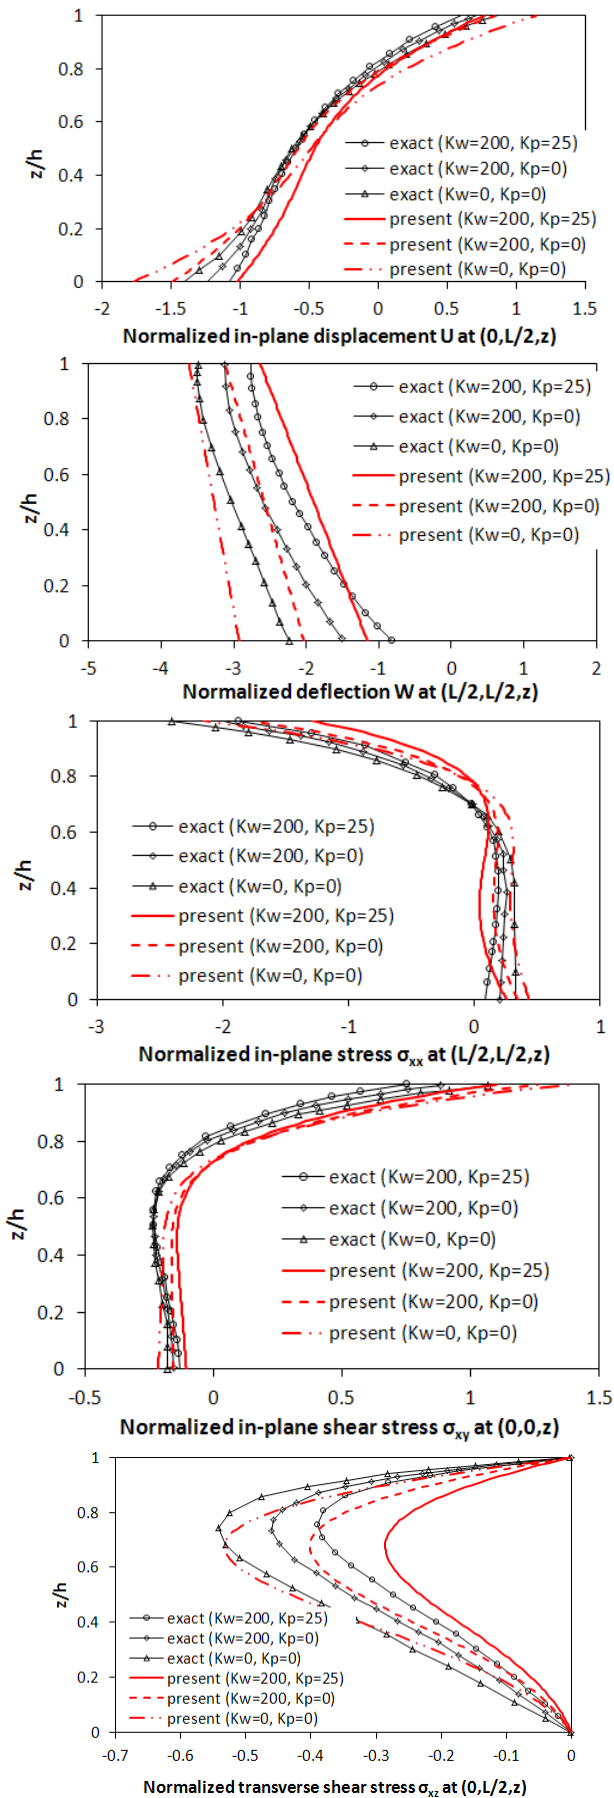 1
0.8
0.6
0.4
0.2
0
z/h
exact (Kw=200, Kp=25)
exact (Kw=200, Kp=0)
exact (Kw=0, Kp=0)
present (Kw=200, Kp=25)
present (Kw=200, Kp=0)
present (Kw=0, Kp=0)
-2 -1.5 -1 -0.5 0 0.5 1 1.5
Normalized in-plane displacement U at (0,L/2,z)
1
0.8
0.6
0.4
0.2
0
z/h
exact (Kw=200, Kp=25)
exact (Kw=200, Kp=0)
exact (Kw=0, Kp=0)
present (Kw=200, Kp=25)
present (Kw=200, Kp=0)
present (Kw=0, Kp=0)
-5 -4 -3 -2 -1 0 1 2
Normalized deflection W at (L/2,L/2,z)
1
0.8
0.6
0.4
0.2
0
z/h
exact (Kw=200, Kp=25)
exact (Kw=200, Kp=0)
exact (Kw=0, Kp=0)
present (Kw=200, Kp=25)
present (Kw=200, Kp=0)
present (Kw=0, Kp=0)
-3 -2 -1 0 1
Normalized in-plane stress σxx at (L/2,L/2,z)
1
0.8
0.6
0.4
0.2
0
z/h
exact (Kw=200, Kp=25)
exact (Kw=200, Kp=0)
exact (Kw=0, Kp=0)
present (Kw=200, Kp=25)
present (Kw=200, Kp=0)
present (Kw=0, Kp=0)
-0.5 0 0.5 1 1.5
Normalized in-plane shear stress σxy at (0,0,z)
1
0.8
0.6
0.4
0.2
0
z/h
exact (Kw=200, Kp=25)
exact (Kw=200, Kp=0)
exact (Kw=0, Kp=0)
present (Kw=200, Kp=25)
present (Kw=200, Kp=0)
present (Kw=0, Kp=0)
-0.7 -0.6 -0.5 -0.4 -0.3 -0.2 -0.1 0
Normalized transverse shear stress σxz at (0,L/2,z)